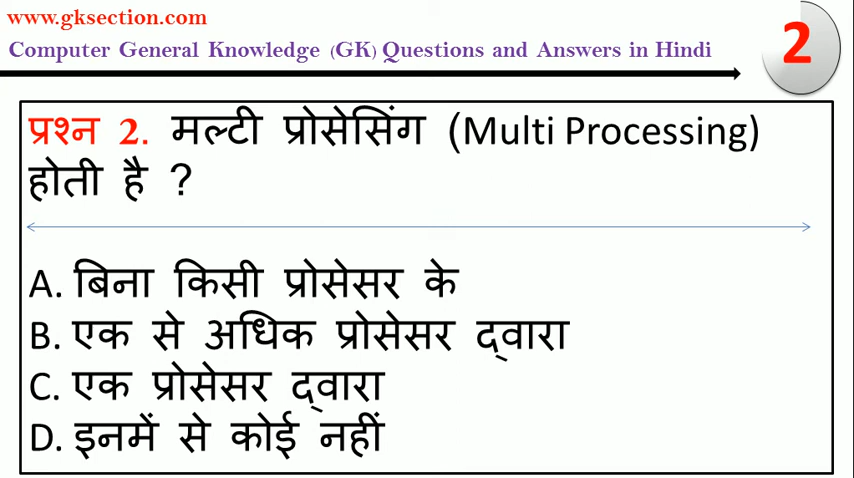 www.gksection.com
Computer General Knowledge (GK) Questions and Answers in Hindi
2
प्रश्न 2. मल्टी प्रोसेसिंग (Multi Processing)
होती है ?
A. बिना किसी प्रोसेसर के
B. एक से अधिक प्रोसेसर द्वारा
C. एक प्रोसेसर द्वारा
D. इनमें से कोई नहीं